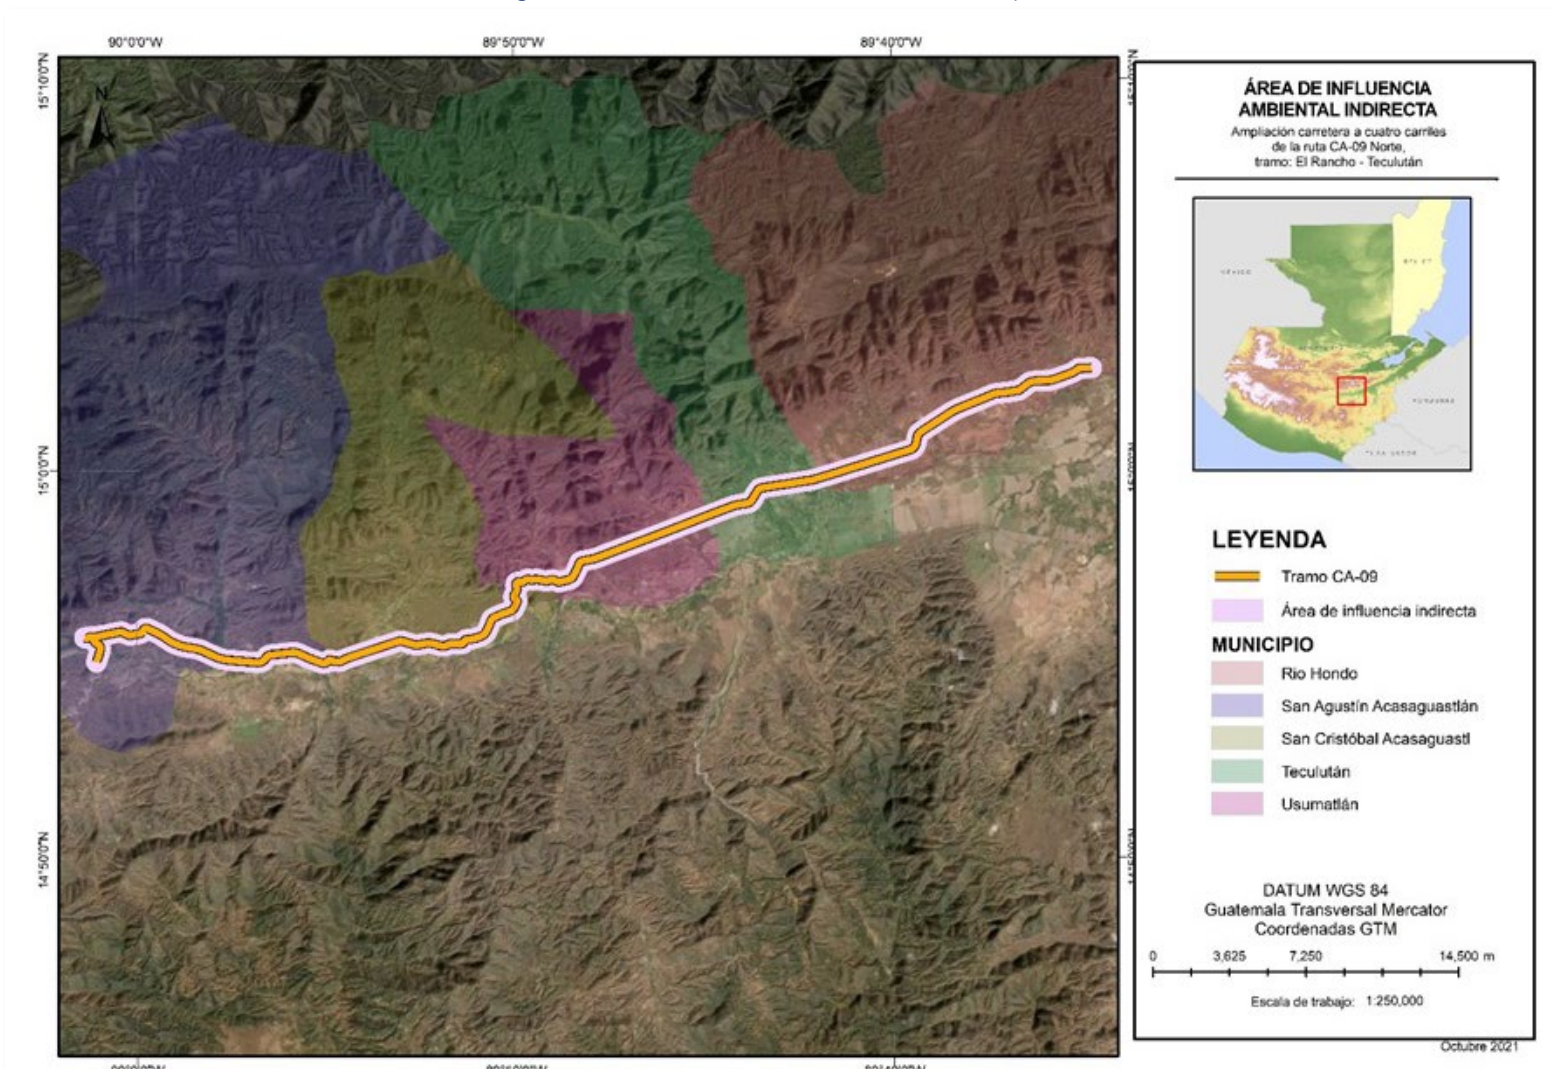 90°0'0"W
89°50'0"W
89°40'0"W
15°10'0"N
15°0'0"N
14°50'0"N
N
ÁREA DE INFLUENCIA
AMBIENTAL INDIRECTA
Ampliación carretera a cuatro carriles
de la ruta CA-09 Norte,
tramo: El Rancho - Teculután
MÉXICO
HONDURAS
EL SALVADOR
LEYENDA
Tramo CA-09
Área de influencia indirecta
MUNICIPIO
Rio Hondo
San Agustín Acasaguastlán
San Cristóbal Acasaguastl
Teculután
Usumatlán
DATUM WGS 84
Guatemala Transversal Mercator
Coordenadas GTM
0 3,625 7,250 14,500 m
Escala de trabajo: 1:250,000
Octubre 2021